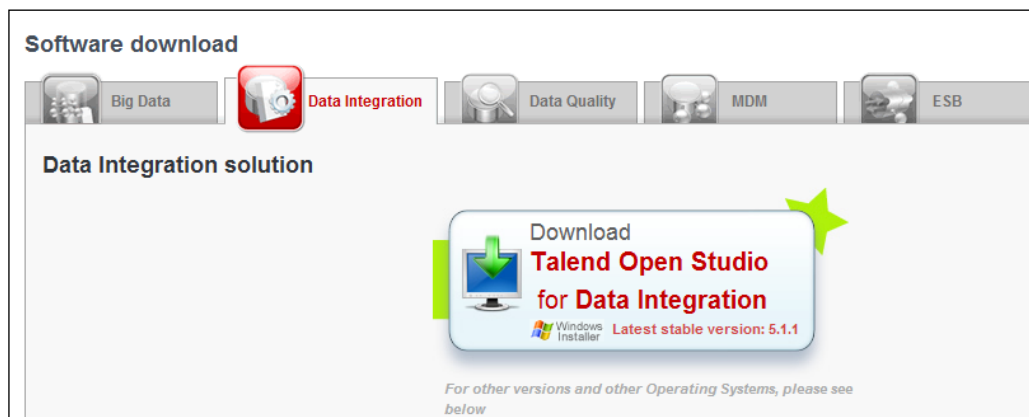 Software download
Big Data
Data Integration
Data Quality
MDM
ESB
Data Integration solution
Download
Talend Open Studio
for Data Integration
Windows
Installer
Latest stable version: 5.1.1
For other versions and other Operating Systems, please see
below